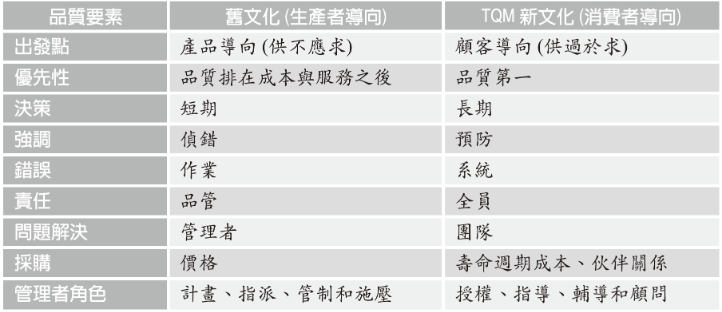 品質要素 舊文化 (生產者導向) TQM 新文化 (消費者導向)
出發點 產品導向 (供不應求) 顧客導向 (供過於求)
優先性 品質排在成本與服務之後 品質第一
決策 短期 長期
強調 偵錯 預防
錯誤 作業 系統
責任 品管 全員
問題解決 管理者 團隊
採購 價格 壽命週期成本、伙伴關係
管理者角色 計畫、指派、管制和施壓 授權、指導、輔導和顧問